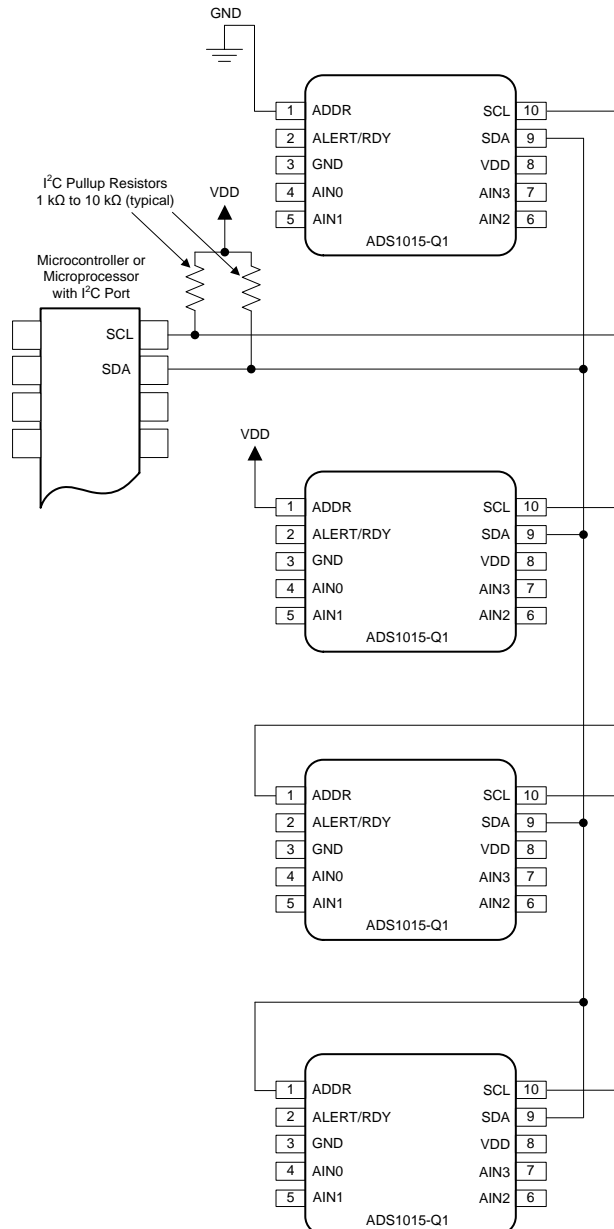 GND
1 ADDR SCL 10
2 ALERT/RDY SDA 9
3 GND VDD 8
4 AIN0 AIN3 7
5 AIN1 AIN2 6
ADS1015-Q1
I²C Pullup Resistors
1 kΩ to 10 kΩ (typical)
VDD
Microcontroller or
Microprocessor
with I²C Port
SCL
SDA
VDD
1 ADDR SCL 10
2 ALERT/RDY SDA 9
3 GND VDD 8
4 AIN0 AIN3 7
5 AIN1 AIN2 6
ADS1015-Q1
1 ADDR SCL 10
2 ALERT/RDY SDA 9
3 GND VDD 8
4 AIN0 AIN3 7
5 AIN1 AIN2 6
ADS1015-Q1
1 ADDR SCL 10
2 ALERT/RDY SDA 9
3 GND VDD 8
4 AIN0 AIN3 7
5 AIN1 AIN2 6
ADS1015-Q1